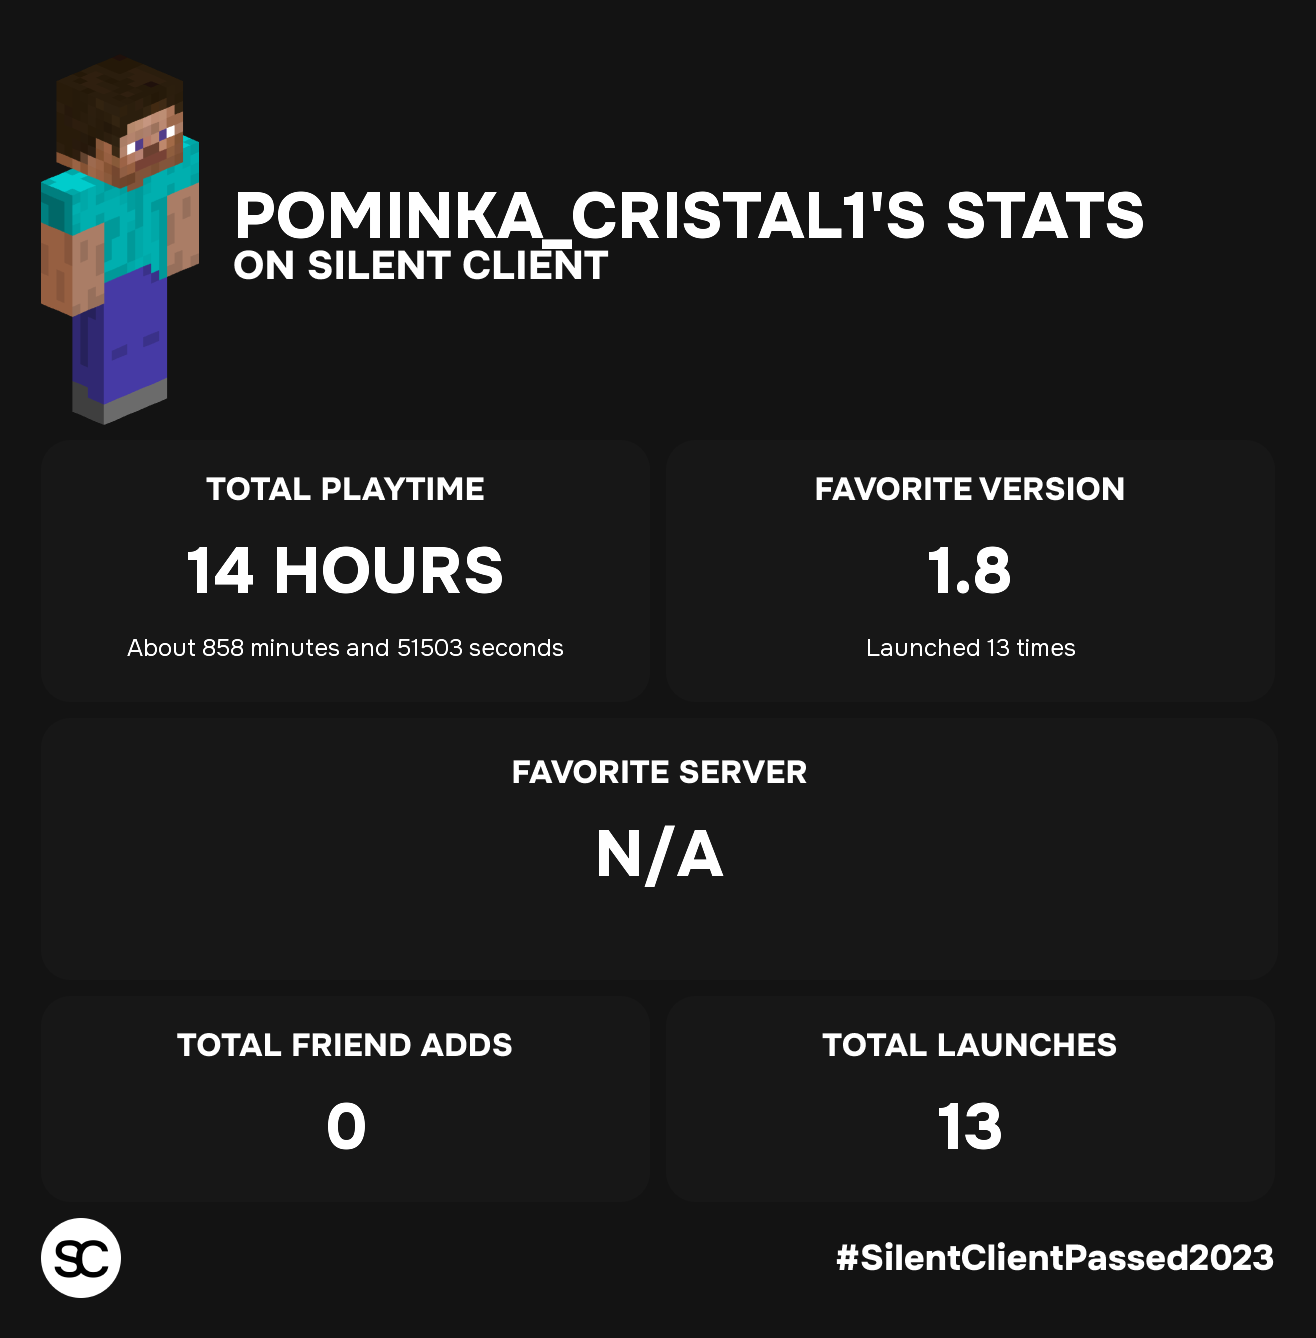 POMINKA_CRISTAL1'S STATS
ON SILENT CLIENT
TOTAL PLAYTIME
14 HOURS
About 858 minutes and 51503 seconds
FAVORITE VERSION
1.8
Launched 13 times
FAVORITE SERVER
N/A
TOTAL FRIEND ADDS
0
TOTAL LAUNCHES
13
SC
#SilentClientPassed2023